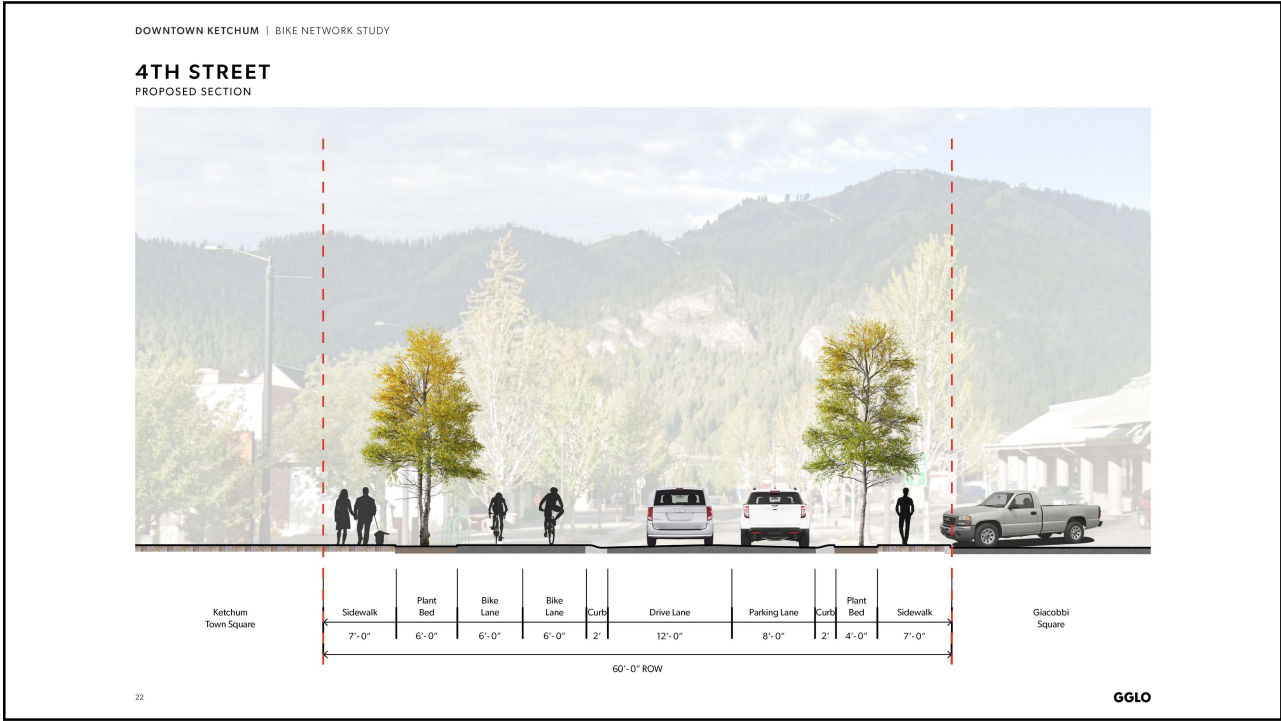 DOWNTOWN KETCHUM | BIKE NETWORK STUDY
4TH STREET
PROPOSED SECTION
Ketchum
Town Square
Sidewalk
7'-0"
Plant
Bed
6'-0"
Bike
Lane
6'-0"
Bike
Lane
6'-0"
Curb
2'
Drive Lane
12'-0"
Parking Lane
8'-0"
Curb
2'
Plant
Bed
4'-0"
Sidewalk
7'-0"
Giacobbi
Square
60'-0" ROW
22
GGLO